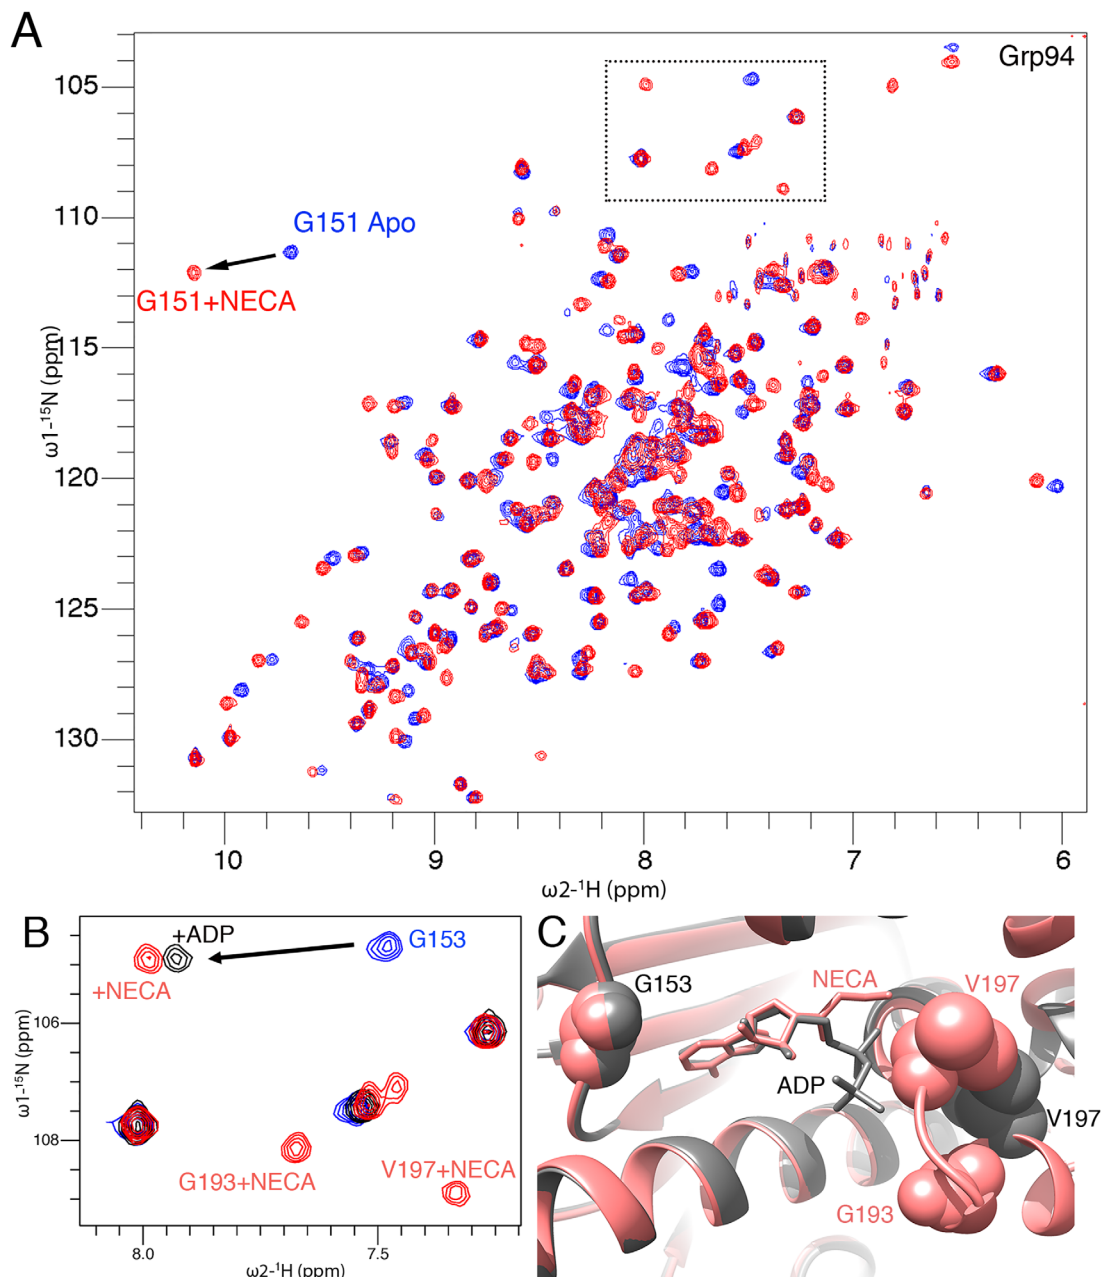 A
Grp94
105
110
115
120
125
130
ω1-¹⁵N (ppm)
G151 Apo
G151+NECA
10
9
8
7
6
ω2-¹H (ppm)
B
+ADP
G153
+NECA
106
108
ω1-¹⁵N (ppm)
G193+NECA
V197+NECA
8.0
7.5
ω2-¹H (ppm)
C
G153
NECA
V197
ADP
V197
G193